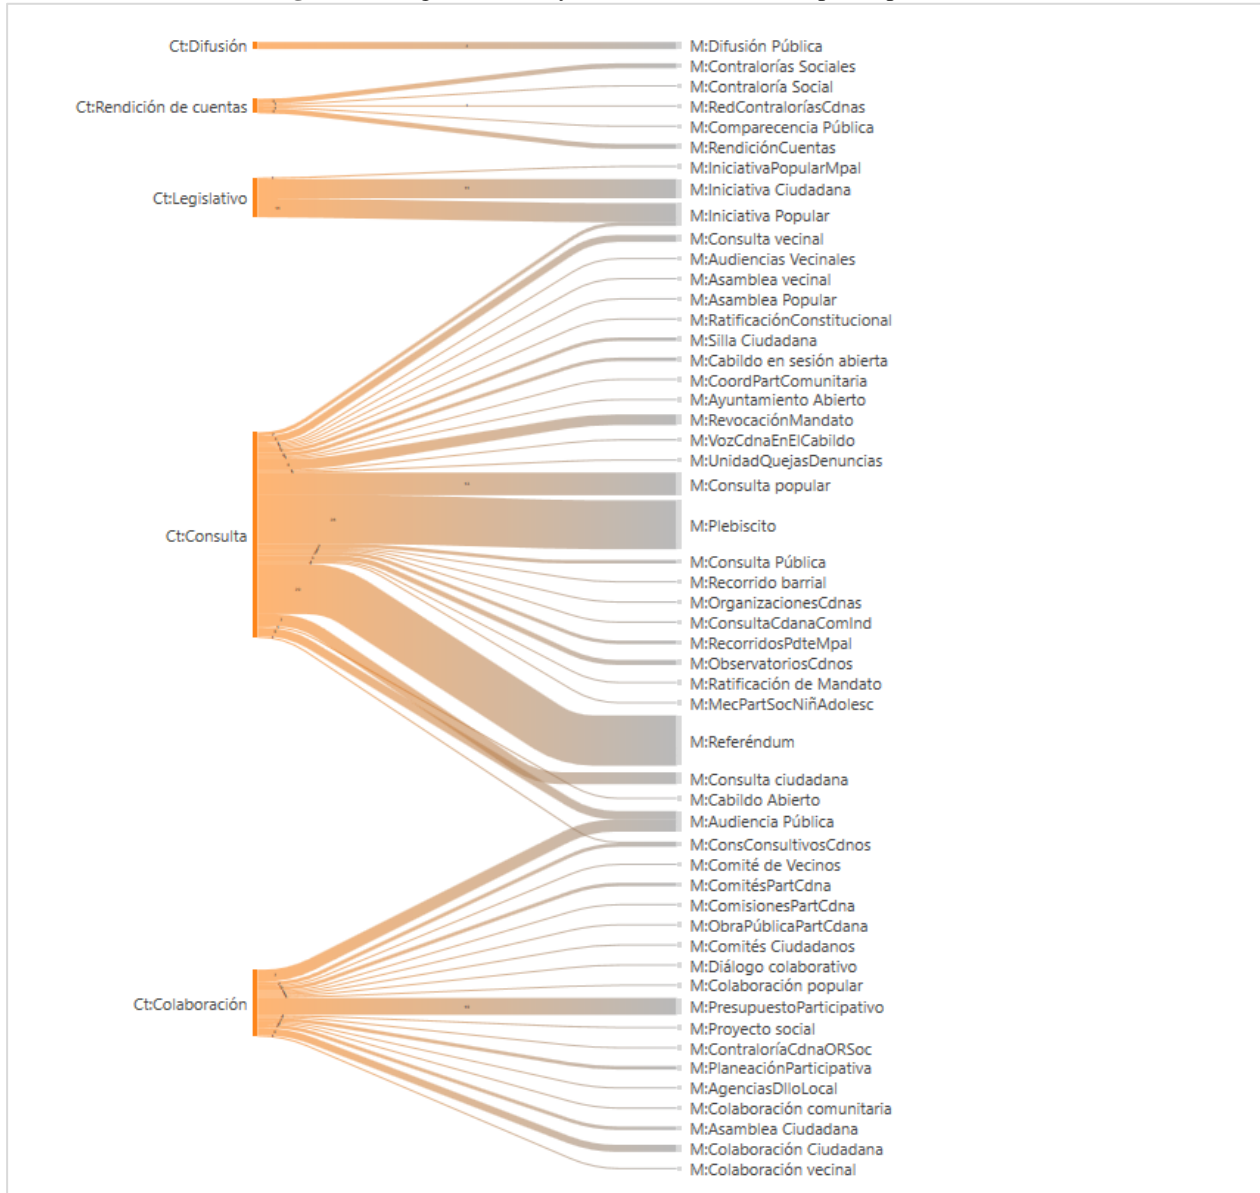 Ct:Difusión
Ct:Rendición de cuentas
Ct:Legislativo
Ct:Consulta
Ct:Colaboración
M:Difusión Pública
M:Contralorías Sociales
M:Contraloría Social
M:RedContraloríasCdnas
M:Comparecencia Pública
M:RendiciónCuentas
M:IniciativaPopularMpal
M:Iniciativa Ciudadana
M:Iniciativa Popular
M:Consulta vecinal
M:Audiencias Vecinales
M:Asamblea vecinal
M:Asamblea Popular
M:RatificaciónConstitucional
M:Silla Ciudadana
M:Cabildo en sesión abierta
M:CoordPartComunitaria
M:Ayuntamiento Abierto
M:RevocaciónMandato
M:VozCdnaEnElCabildo
M:UnidadQuejasDenuncias
M:Consulta popular
M:Plebiscito
M:Consulta Pública
M:Recorrido barrial
M:OrganizacionesCdnas
M:ConsultaCdanaComInd
M:RecorridosPdteMpal
M:ObservatoriosCdnos
M:Ratificación de Mandato
M:MecPartSocNiñAdolesc
M:Referéndum
M:Consulta ciudadana
M:Cabildo Abierto
M:Audiencia Pública
M:ConsConsultivosCdnos
M:Comité de Vecinos
M:ComitésPartCdna
M:ComisionesPartCdna
M:ObraPúblicaPartCdana
M:Comités Ciudadanos
M:Diálogo colaborativo
M:Colaboración popular
M:PresupuestoParticipativo
M:Proyecto social
M:ContraloríaCdnaORSoc
M:PlaneaciónParticipativa
M:AgenciasDlloLocal
M:Colaboración comunitaria
M:Asamblea Ciudadana
M:Colaboración Ciudadana
M:Colaboración vecinal